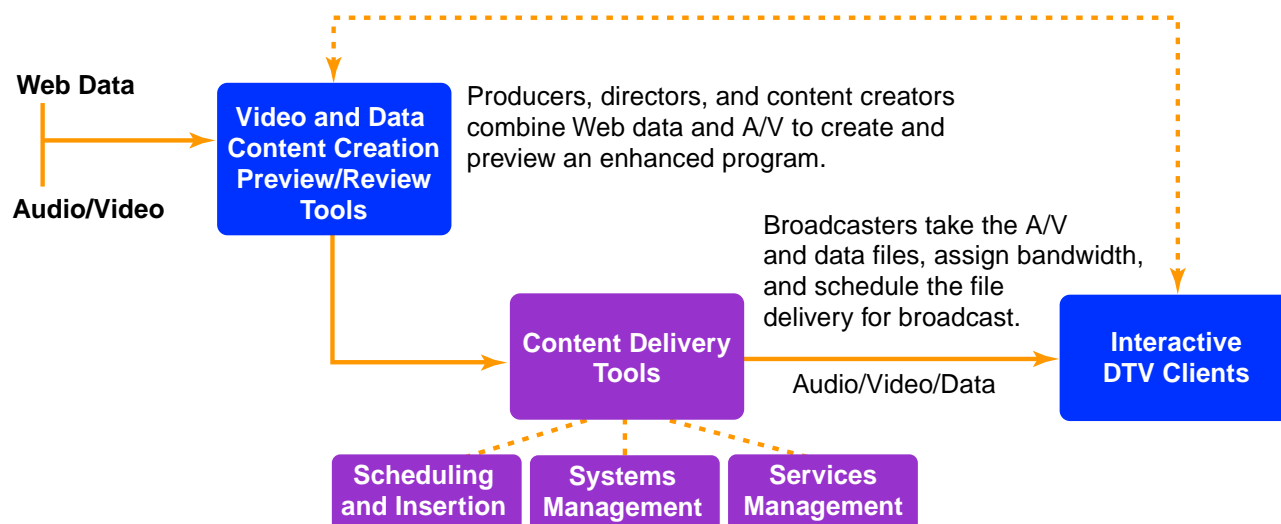 Web Data
Audio/Video
Video and Data
Content Creation
Preview/Review
Tools
Producers, directors, and content creators
combine Web data and A/V to create and
preview an enhanced program.
Broadcasters take the A/V
and data files, assign bandwidth,
and schedule the file
delivery for broadcast.
Content Delivery
Tools
Audio/Video/Data
Interactive
DTV Clients
Scheduling
and Insertion
Systems
Management
Services
Management